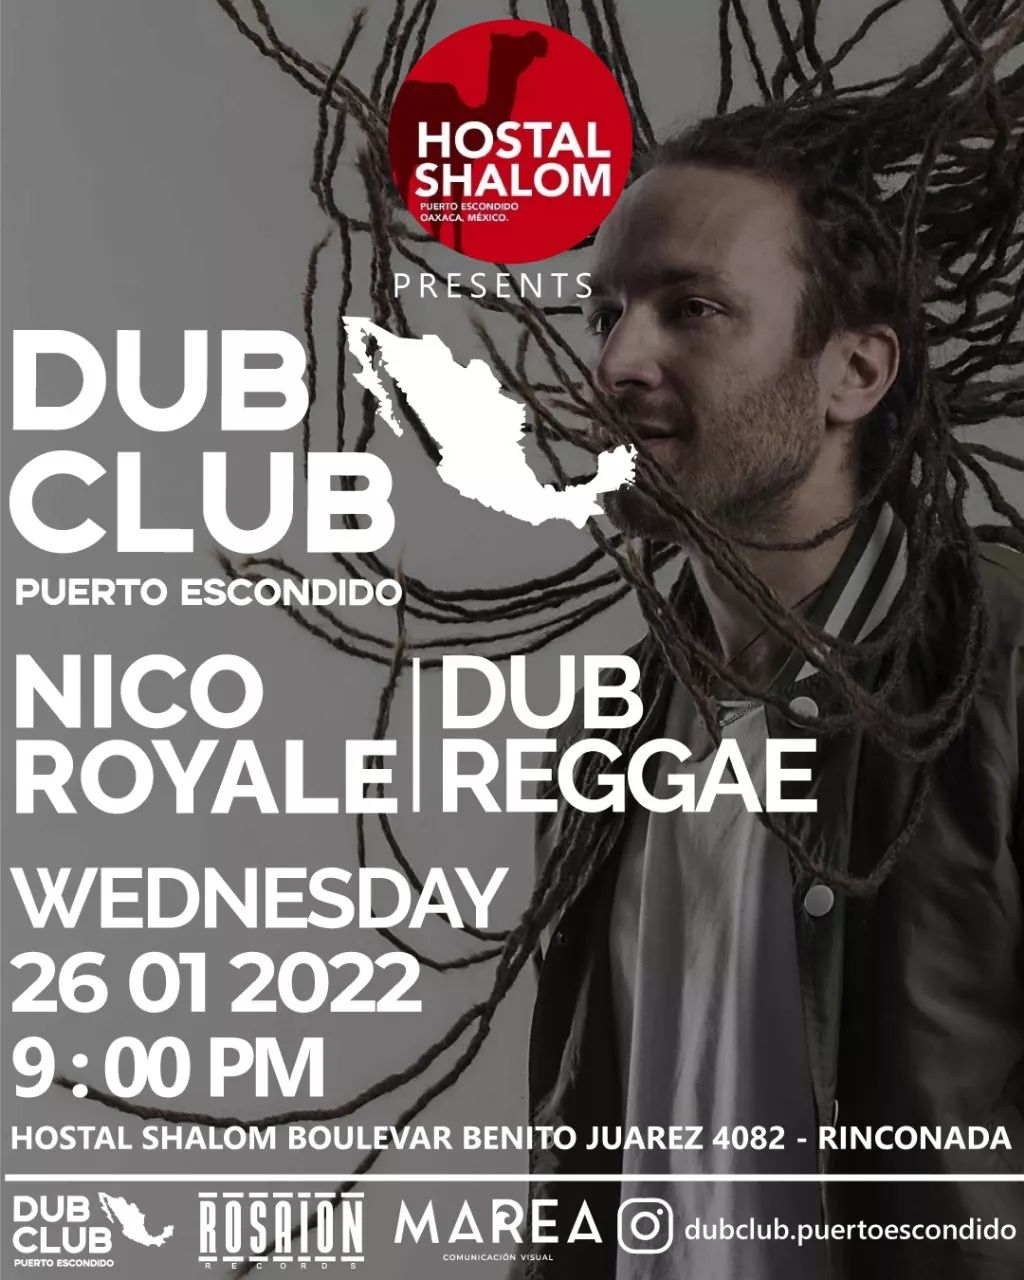 HOSTAL
SHALOM
PUERTO ESCONDIDO
OAXACA, MÉXICO.
PRESENTS
DUB
CLUB
PUERTO ESCONDIDO
NICO
ROYALE
DUB
REGGAE
WEDNESDAY
26 01 2022
9 : 00 PM
HOSTAL SHALOM BOULEVAR BENITO JUAREZ 4082 - RINCONADA
DUB
CLUB
PUERTO ESCONDIDO
ROSAION
RECORDS
MAREA
COMUNICACIÓN VISUAL
dubclub.puertoescondido